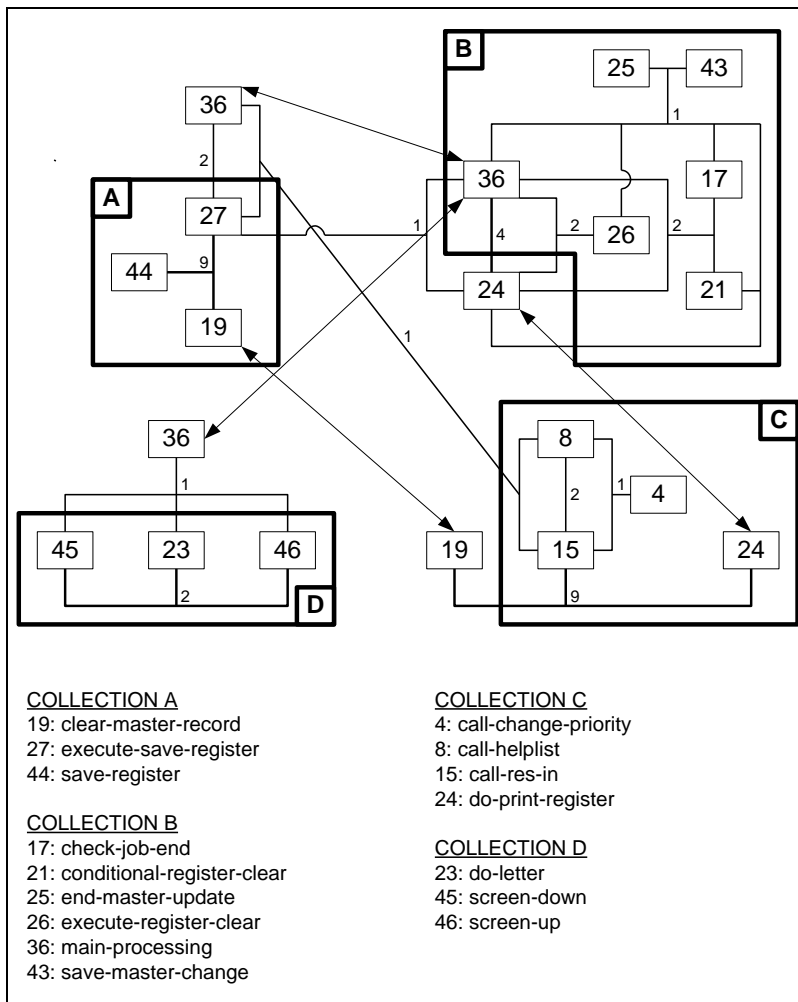 B
25
43
36
1
2
36
17
A
27
1
2
26
2
4
44
9
24
21
19
1
C
36
8
1
1
2
4
45
23
46
19
15
24
2
D
9
COLLECTION A
19: clear-master-record
27: execute-save-register
44: save-register
COLLECTION B
17: check-job-end
21: conditional-register-clear
25: end-master-update
26: execute-register-clear
36: main-processing
43: save-master-change
COLLECTION C
4: call-change-priority
8: call-helplist
15: call-res-in
24: do-print-register
COLLECTION D
23: do-letter
45: screen-down
46: screen-up